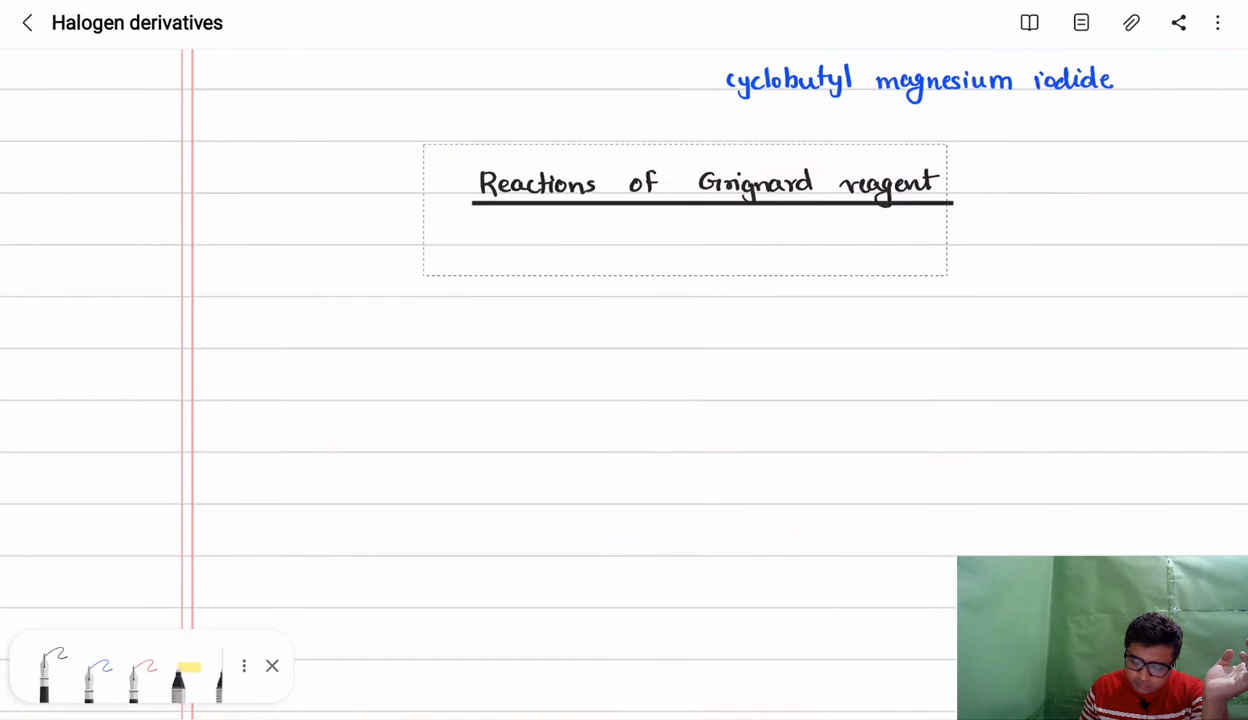 Halogen derivatives
cyclobutyl magnesium iodide
Reactions of Grignard reagent